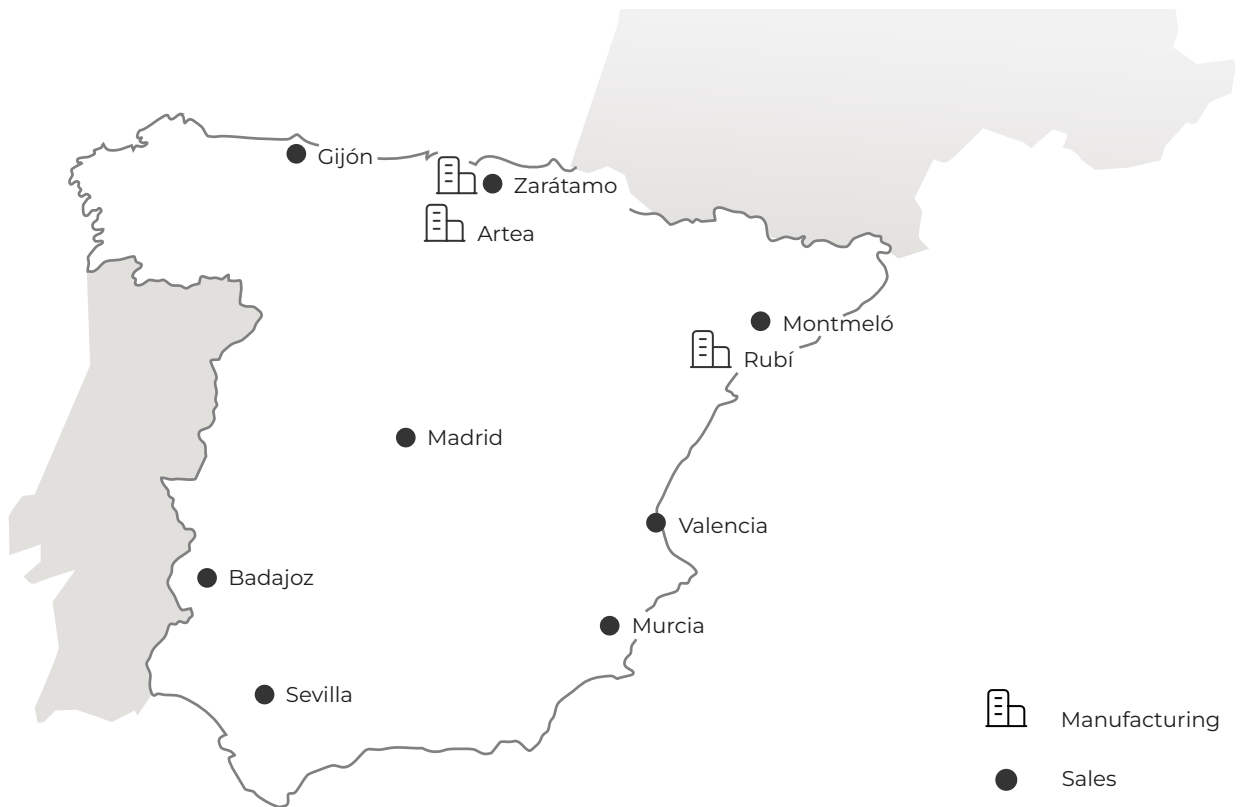 Gijón
Zarátamo
Artea
Montmeló
Rubí
Madrid
Valencia
Badajoz
Murcia
Sevilla
Manufacturing
Sales